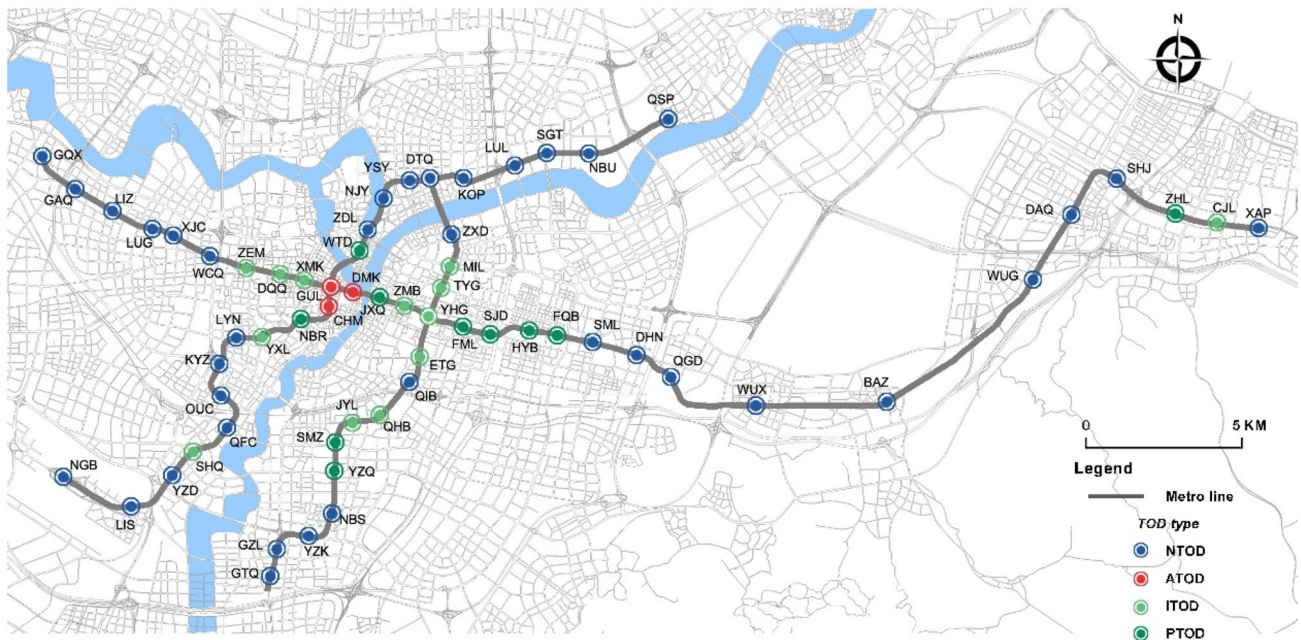 N
QSP
SGT
LUL
NBU
DTQ
YSY
KOP
NJY
GQX
GAQ
LIZ
ZDL
LUG
XJC
WTD
ZXD
WCQ
ZEM
XMK
DQQ
GUL
DMK
MIL
TYG
JXQ
ZMB
YHG
CHM
NBR
LYN
YXL
FML
SJD
HYB
FQB
SML
DHN
QGD
KYZ
ETG
QIB
OUC
JYL
QHB
QFC
SMZ
SHQ
YZQ
NGB
YZD
LIS
NBS
GZL
YZK
GTQ
WUX
BAZ
WUG
DAQ
SHJ
ZHL
CJL
XAP
0 5 KM
Legend
Metro line
TOD type
NTOD
ATOD
ITOD
PTOD